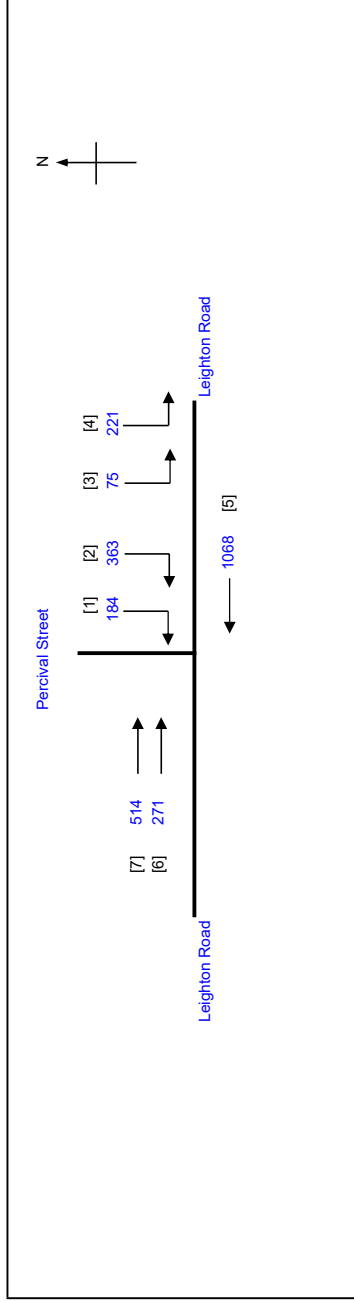 N
Percival Street
[1] [2] [3] [4]
184 363 75 221
[7] 514
[6] 271
Leighton Road
Leighton Road
1068 [5]